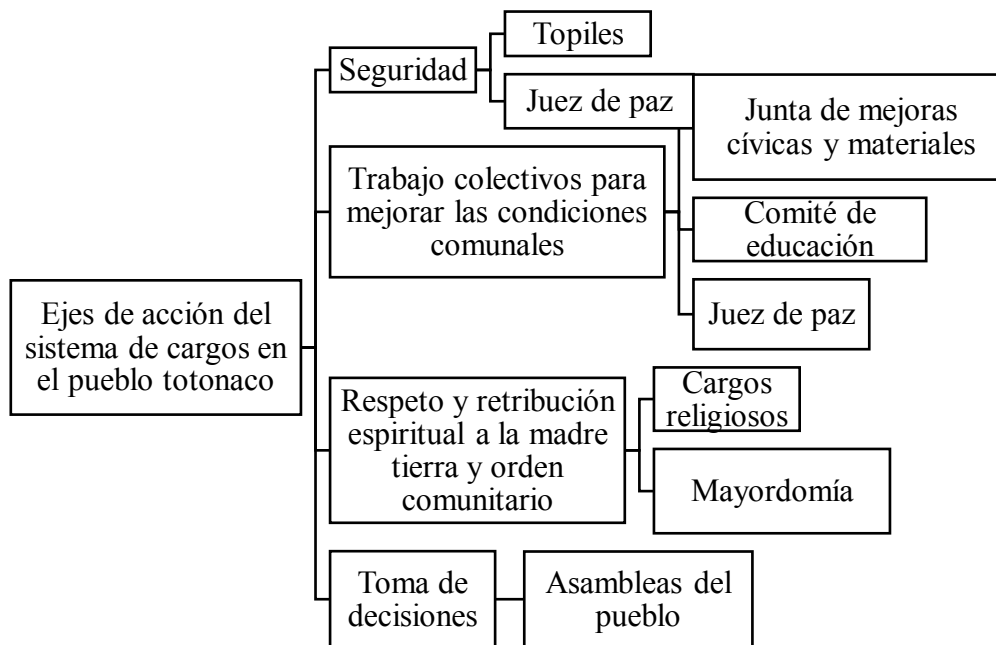 Ejes de acción del
sistema de cargos en
el pueblo totonaco
Seguridad
Topiles
Juez de paz
Trabajo colectivos para
mejorar las condiciones
comunales
Junta de mejoras
cívicas y materiales
Comité de
educación
Juez de paz
Respeto y retribución
espiritual a la madre
tierra y orden
comunitario
Cargos
religiosos
Mayordomía
Toma de
decisiones
Asambleas del
pueblo